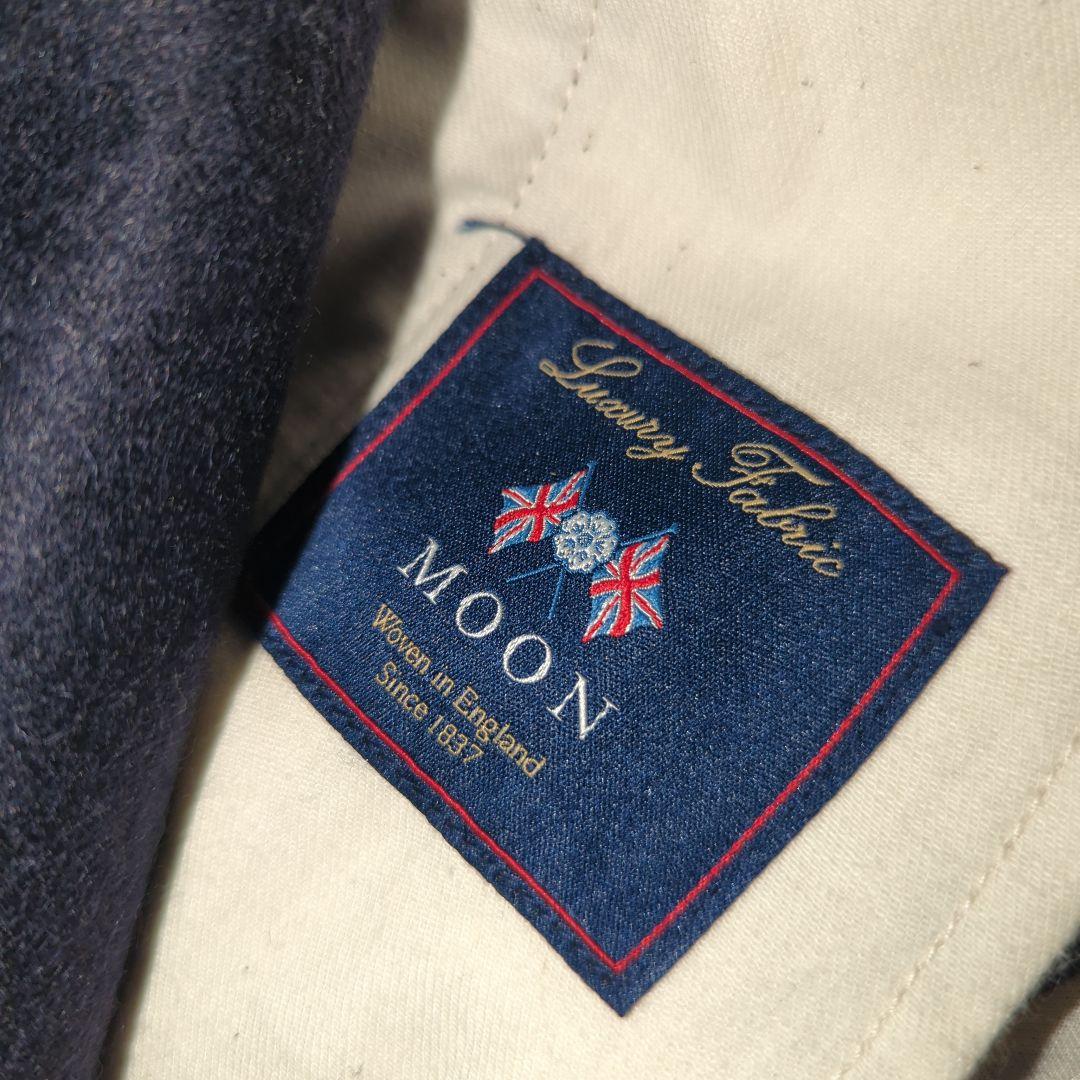 Luxury Fabric
MOON
Woven in England
Since 1837